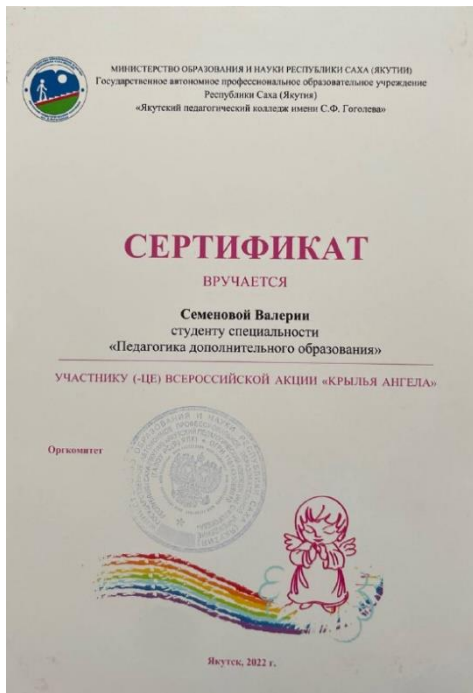 МИНИСТЕРСТВО ОБРАЗОВАНИЯ И НАУКИ РЕСПУБЛИКИ САХА (ЯКУТИИ)
Государственное автономное профессиональное образовательное учреждение
Республики Саха (Якутия)
«Якутский педагогический колледж имени С.Ф. Гоголева»
СЕРТИФИКАТ
ВРУЧАЕТСЯ
Семеновой Валерии
студенту специальности
«Педагогика дополнительного образования»
УЧАСТНИКУ (-ЦЕ) ВСЕРОССИЙСКОЙ АКЦИИ «КРЫЛЬЯ АНГЕЛА»
Оргкомитет
Якутск, 2022 г.